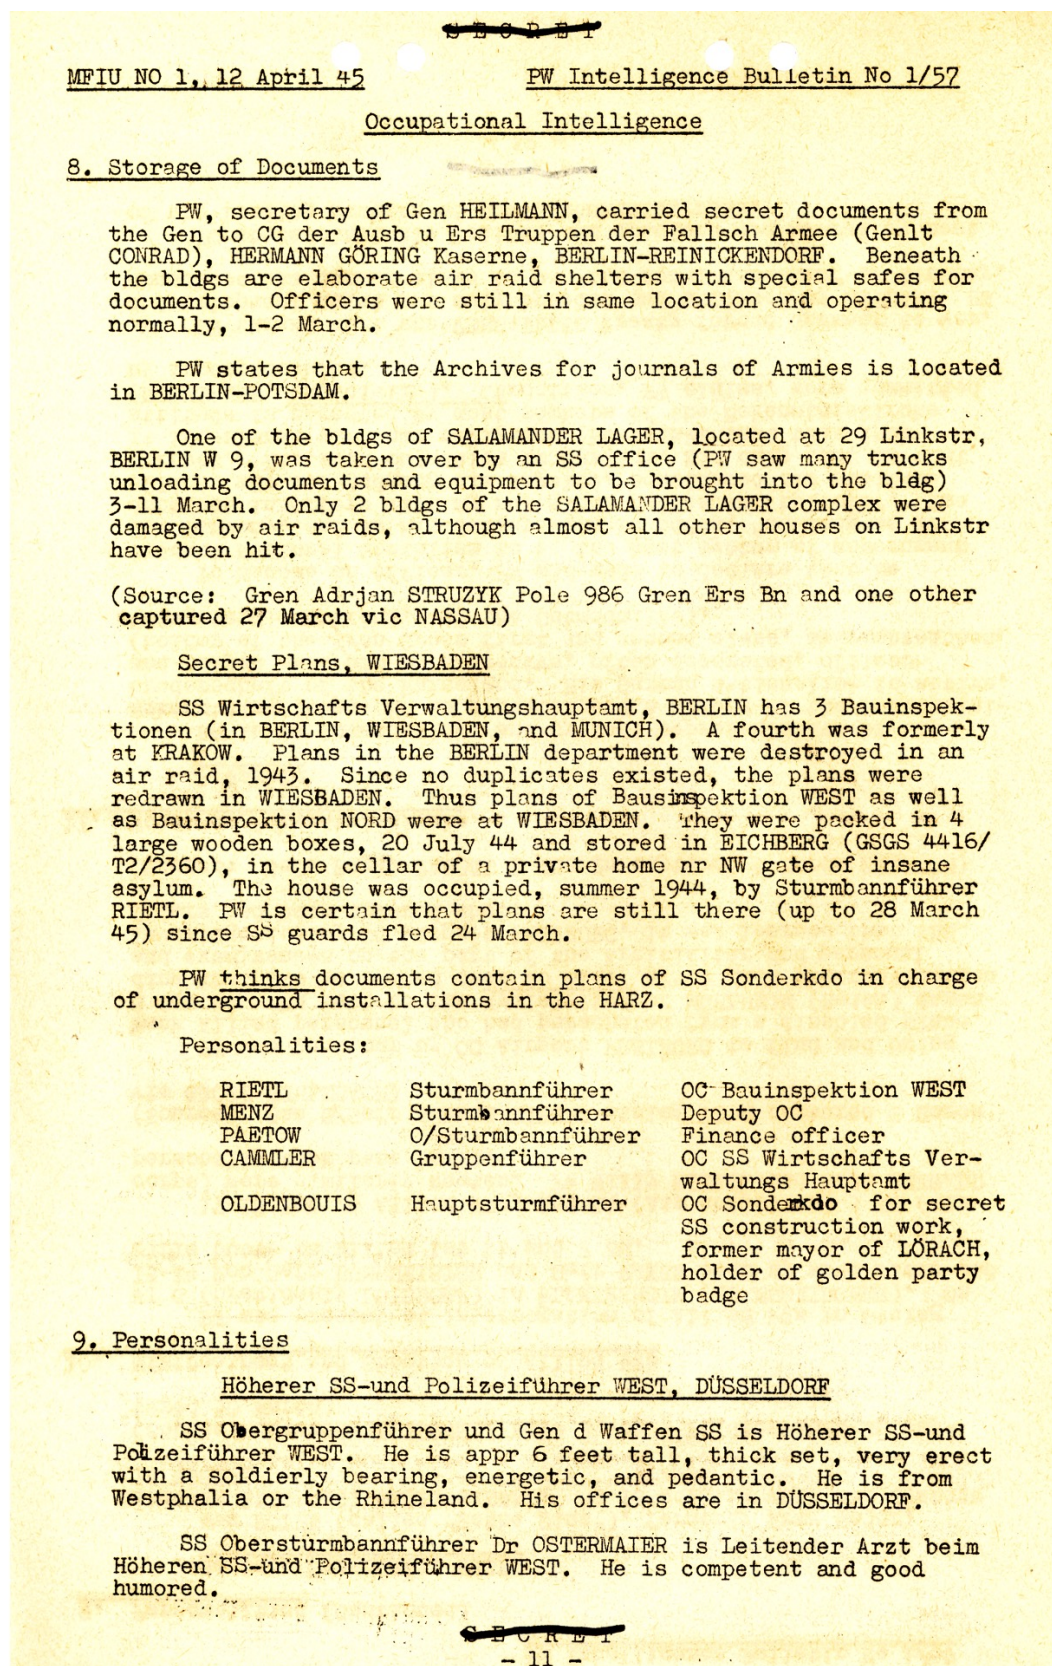 SECRET
MFIU NO 1, 12 April 45 PW Intelligence Bulletin No 1/57
Occupational Intelligence
8. Storage of Documents
PW, secretary of Gen HEILMANN, carried secret documents from
the Gen to CG der Ausb u Ers Truppen der Fallsch Armee (Genlt
CONRAD), HERMANN GÖRING Kaserne, BERLIN-REINICKENDORF. Beneath
the bldgs are elaborate air raid shelters with special safes for
documents. Officers were still in same location and operating
normally, 1-2 March.
PW states that the Archives for journals of Armies is located
in BERLIN-POTSDAM.
One of the bldgs of SALAMANDER LAGER, located at 29 Linkstr,
BERLIN W 9, was taken over by an SS office (PW saw many trucks
unloading documents and equipment to be brought into the bldg)
3-11 March. Only 2 bldgs of the SALAMANDER LAGER complex were
damaged by air raids, although almost all other houses on Linkstr
have been hit.
(Source: Gren Adrjan STRUZYK Pole 986 Gren Ers Bn and one other
captured 27 March vic NASSAU)
Secret Plans, WIESBADEN
SS Wirtschafts Verwaltungshauptamt, BERLIN has 3 Bauinspek-
tionen (in BERLIN, WIESBADEN, and MUNICH). A fourth was formerly
at KRAKOW. Plans in the BERLIN department were destroyed in an
air raid, 1943. Since no duplicates existed, the plans were
redrawn in WIESBADEN. Thus plans of Bausinspektion WEST as well
as Bauinspektion NORD were at WIESBADEN. They were packed in 4
large wooden boxes, 20 July 44 and stored in EICHBERG (GSGS 4416/
T2/2360), in the cellar of a private home nr NW gate of insane
asylum. The house was occupied, summer 1944, by Sturmbannführer
RIETL. PW is certain that plans are still there (up to 28 March
45) since SS guards fled 24 March.
PW thinks documents contain plans of SS Sonderkdo in charge
of underground installations in the HARZ.
Personalities:
RIETL Sturmbannführer OC Bauinspektion WEST
MENZ Sturmbannführer Deputy OC
PAETOW O/Sturmbannführer Finance officer
CAMMLER Gruppenführer OC SS Wirtschafts Ver-
waltungs Hauptamt
OLDENBOUIS Hauptsturmführer OC Sonderkdo for secret
SS construction work,
former mayor of LÖRACH,
holder of golden party
badge
9. Personalities
Höherer SS-und Polizeiführer WEST, DÜSSELDORF
SS Obergruppenführer und Gen d Waffen SS is Höherer SS-und
Polizeiführer WEST. He is appr 6 feet tall, thick set, very erect
with a soldierly bearing, energetic, and pedantic. He is from
Westphalia or the Rhineland. His offices are in DÜSSELDORF.
SS Obersturmbannführer Dr OSTERMAIER is Leitender Arzt beim
Höheren SS-und Polizeiführer WEST. He is competent and good
humored.
SECRET
- 11 -